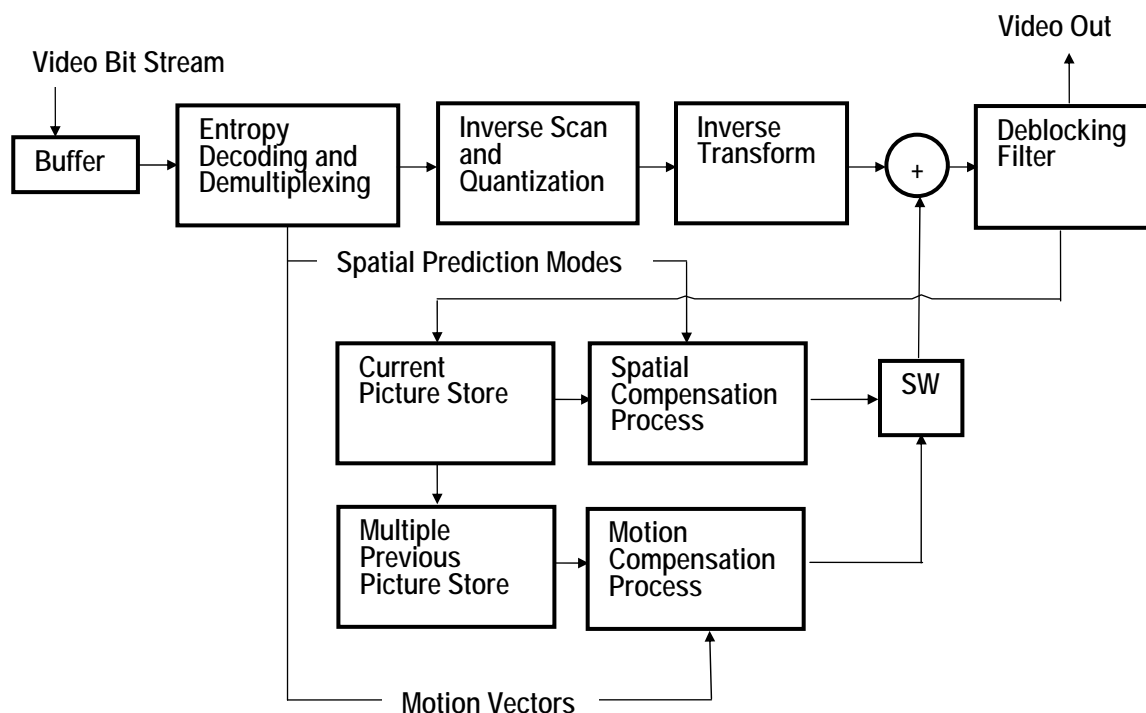 Video Out
Video Bit Stream
Buffer
Entropy
Decoding and
Demultiplexing
Inverse Scan
and
Quantization
Inverse
Transform
+
Deblocking
Filter
Spatial Prediction Modes
Current
Picture Store
Spatial
Compensation
Process
SW
Multiple
Previous
Picture Store
Motion
Compensation
Process
Motion Vectors